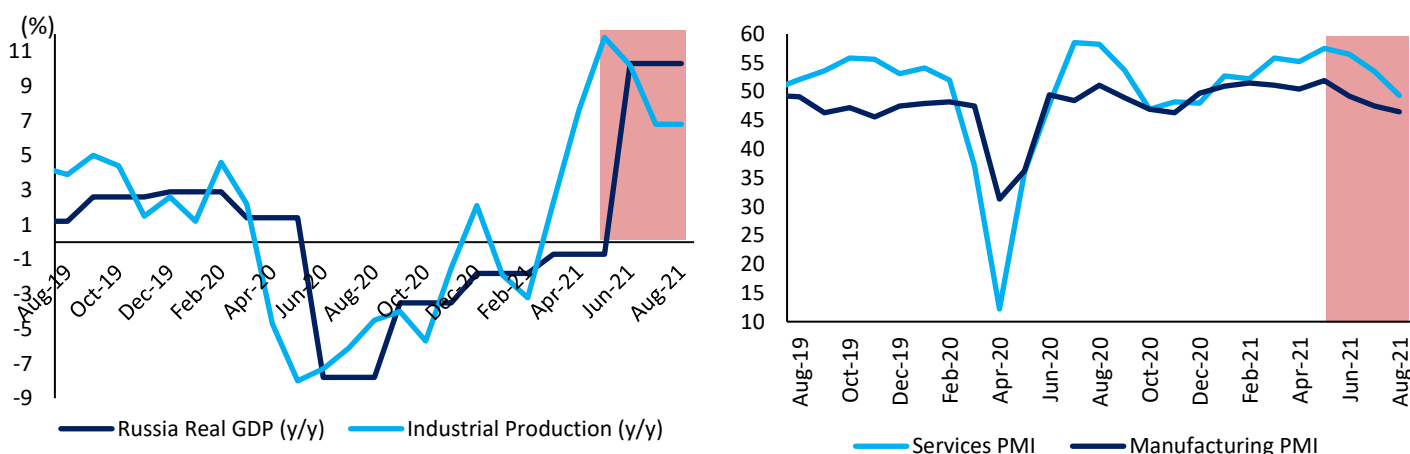 (%)
11
9
7
5
3
1
-1
-3
-5
-7
-9
Aug-19
Oct-19
Dec-19
Feb-20
Apr-20
Jun-20
Aug-20
Oct-20
Dec-20
Feb-21
Apr-21
Jun-21
Aug-21
Russia Real GDP (y/y)
Industrial Production (y/y)
60
55
50
45
40
35
30
25
20
15
10
Aug-19
Oct-19
Dec-19
Feb-20
Apr-20
Jun-20
Aug-20
Oct-20
Dec-20
Feb-21
Apr-21
Jun-21
Aug-21
Services PMI
Manufacturing PMI